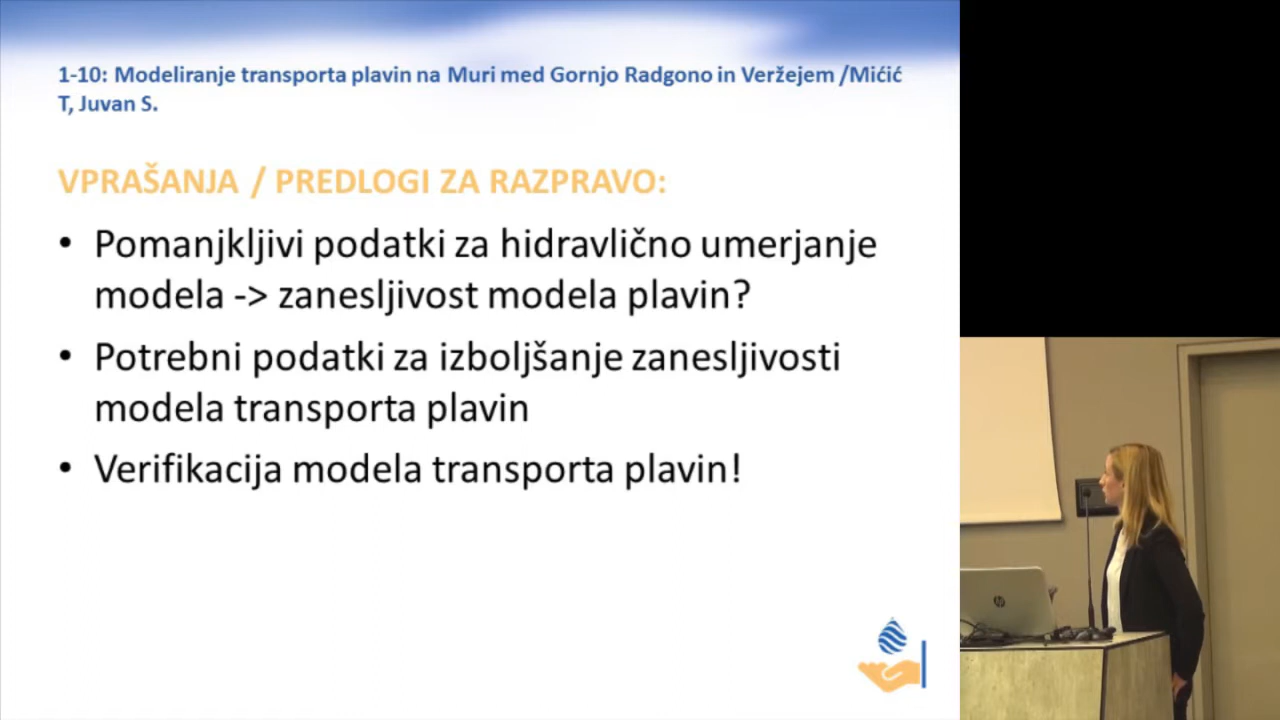 1-10: Modeliranje transporta plavin na Muri med Gornjo Radgono in Veržejem /Mićić
T, Juvan S.
VPRAŠANJA / PREDLOGI ZA RAZPRAVO:
• Pomanjkljivi podatki za hidravlično umerjanje
modela -> zanesljivost modela plavin?
• Potrebni podatki za izboljšanje zanesljivosti
modela transporta plavin
• Verifikacija modela transporta plavin!
hp